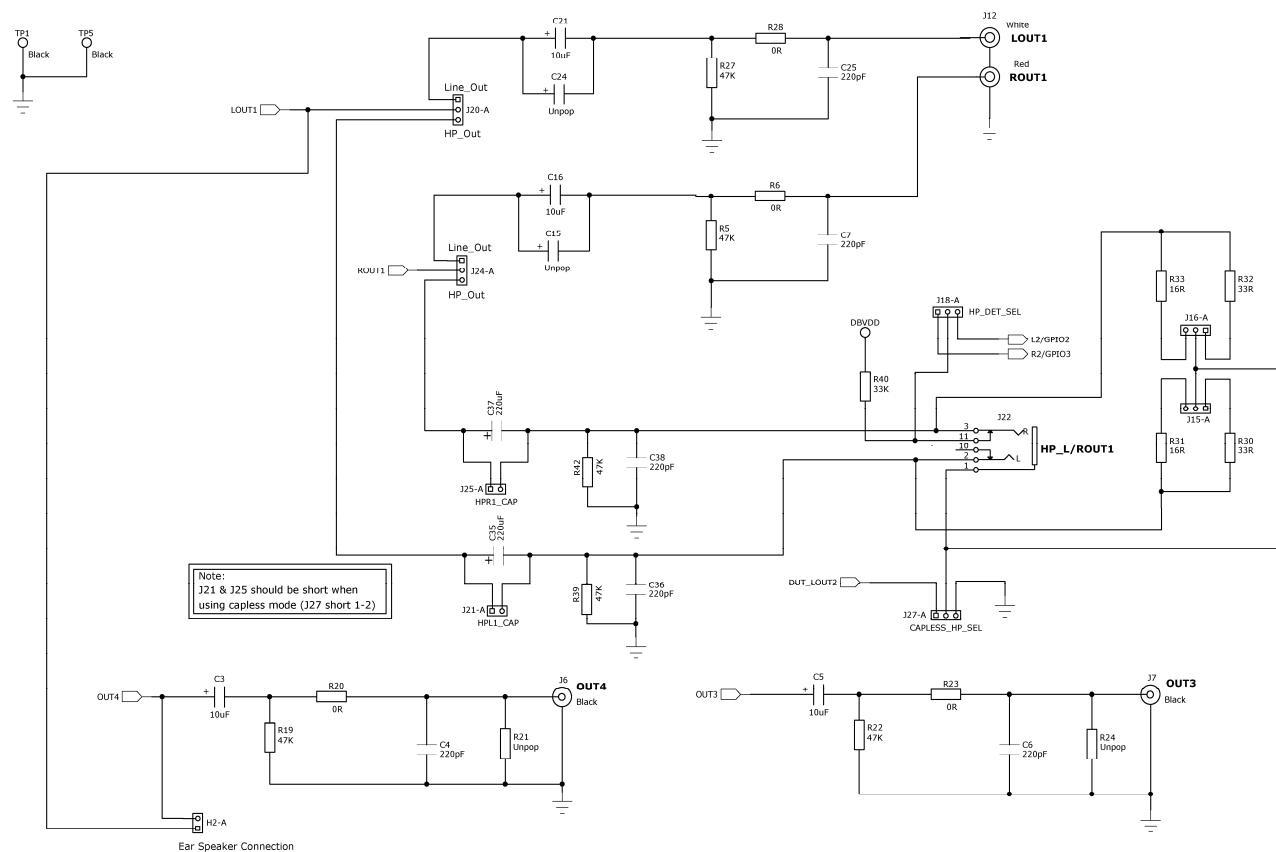 TP1
Black
TP5
Black
LOUT1
Line_Out
J20-A
HP_Out
C21
+
10uF
C24
+
Unpop
R27
47K
R28
0R
C25
220pF
J12
White
LOUT1
Red
ROUT1
ROUT1
Line_Out
J24-A
HP_Out
C16
+
10uF
C15
+
Unpop
R5
47K
R6
0R
C7
220pF
DBVDD
R40
33K
J18-A
HP_DET_SEL
L2/GPIO2
R2/GPIO3
R33
16R
R32
33R
J16-A
J15-A
R31
16R
R30
33R
C37
220uF
+
J25-A
HPR1_CAP
R42
47K
C38
220pF
J22
3
11
10
2
1
R
L
HP_L/ROUT1
C35
220uF
+
J21-A
HPL1_CAP
R39
47K
C36
220pF
Note:
J21 & J25 should be short when
using capless mode (J27 short 1-2)
DUT_LOUT2
J27-A
CAPLESS_HP_SEL
OUT4
C3
+
10uF
R19
47K
R20
0R
C4
220pF
R21
Unpop
J6
OUT4
Black
OUT3
C5
+
10uF
R22
47K
R23
0R
C6
220pF
R24
Unpop
J7
OUT3
Black
H2-A
Ear Speaker Connection